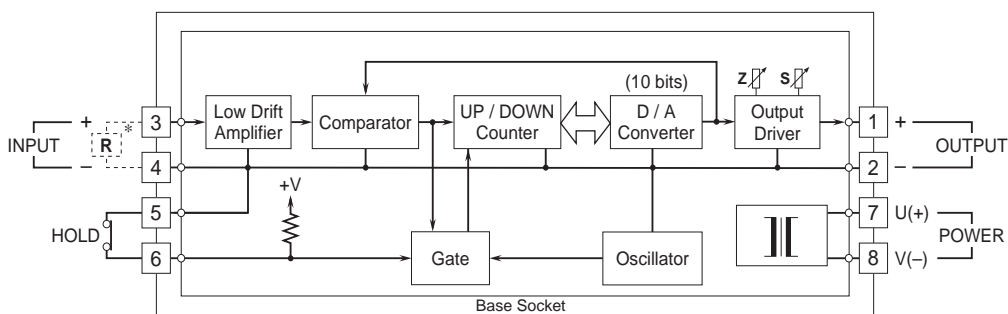 (10 bits)
Z
S
Low Drift
Amplifier
Comparator
UP / DOWN
Counter
D / A
Converter
Output
Driver
INPUT
+
R
*
–
3
4
1
+
2
–
OUTPUT
+V
HOLD
5
6
Gate
Oscillator
7
U(+)
8
V(–)
POWER
Base Socket